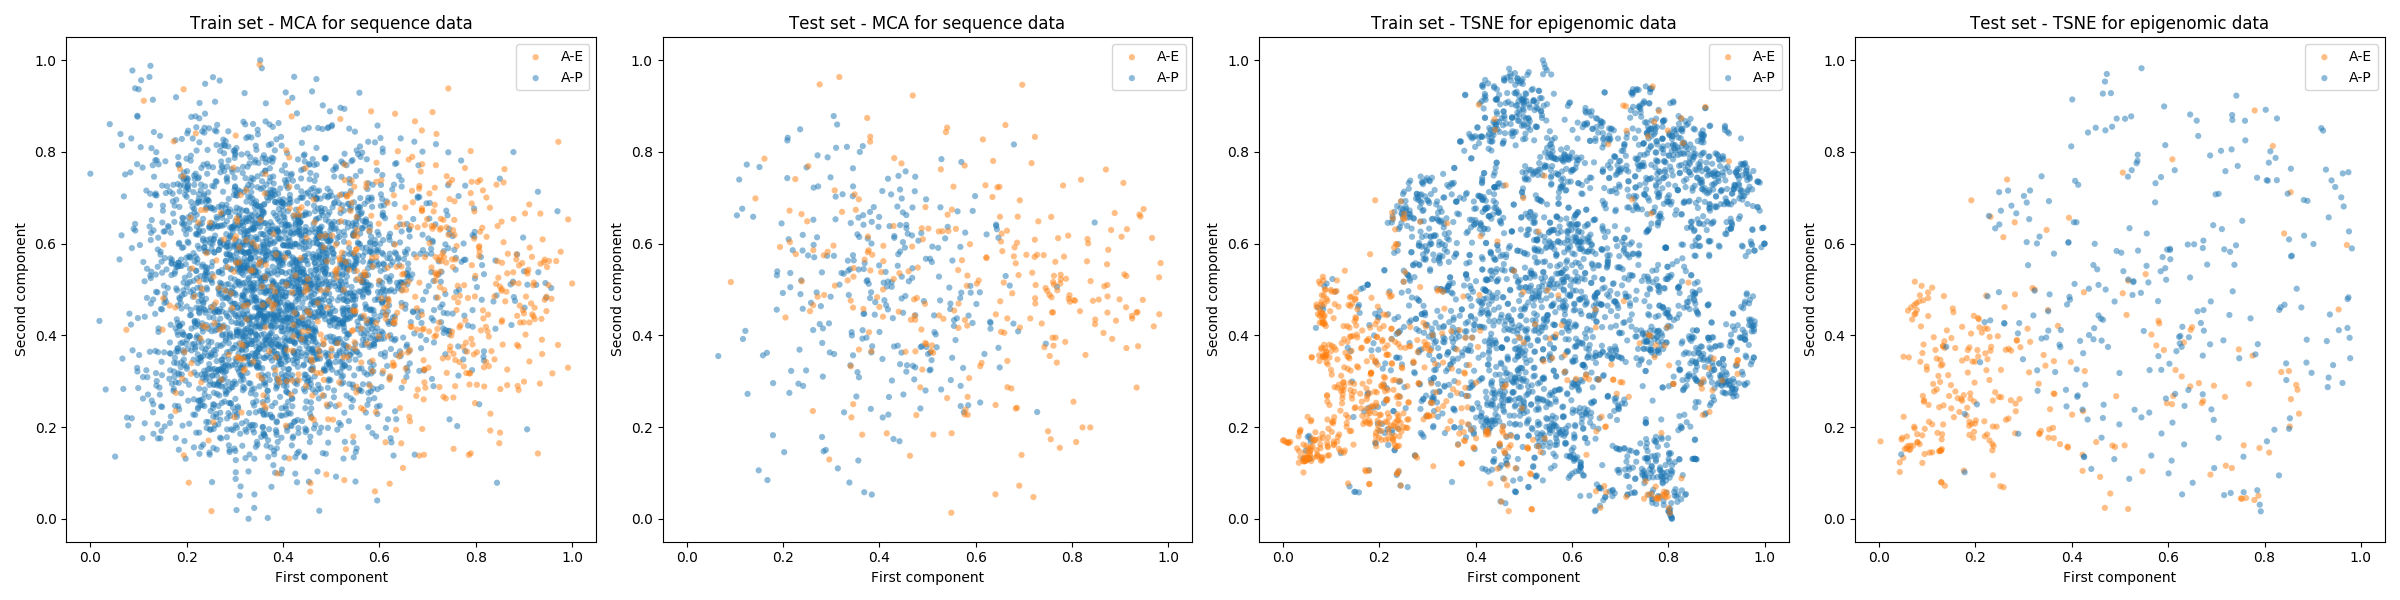 Train set - MCA for sequence data
A-E
A-P
1.0
0.8
0.6
0.4
0.2
0.0
Second component
0.0 0.2 0.4 0.6 0.8 1.0
First component
Test set - MCA for sequence data
A-E
A-P
1.0
0.8
0.6
0.4
0.2
0.0
Second component
0.0 0.2 0.4 0.6 0.8 1.0
First component
Train set - TSNE for epigenomic data
A-E
A-P
1.0
0.8
0.6
0.4
0.2
0.0
Second component
0.0 0.2 0.4 0.6 0.8 1.0
First component
Test set - TSNE for epigenomic data
A-E
A-P
1.0
0.8
0.6
0.4
0.2
0.0
Second component
0.0 0.2 0.4 0.6 0.8 1.0
First component